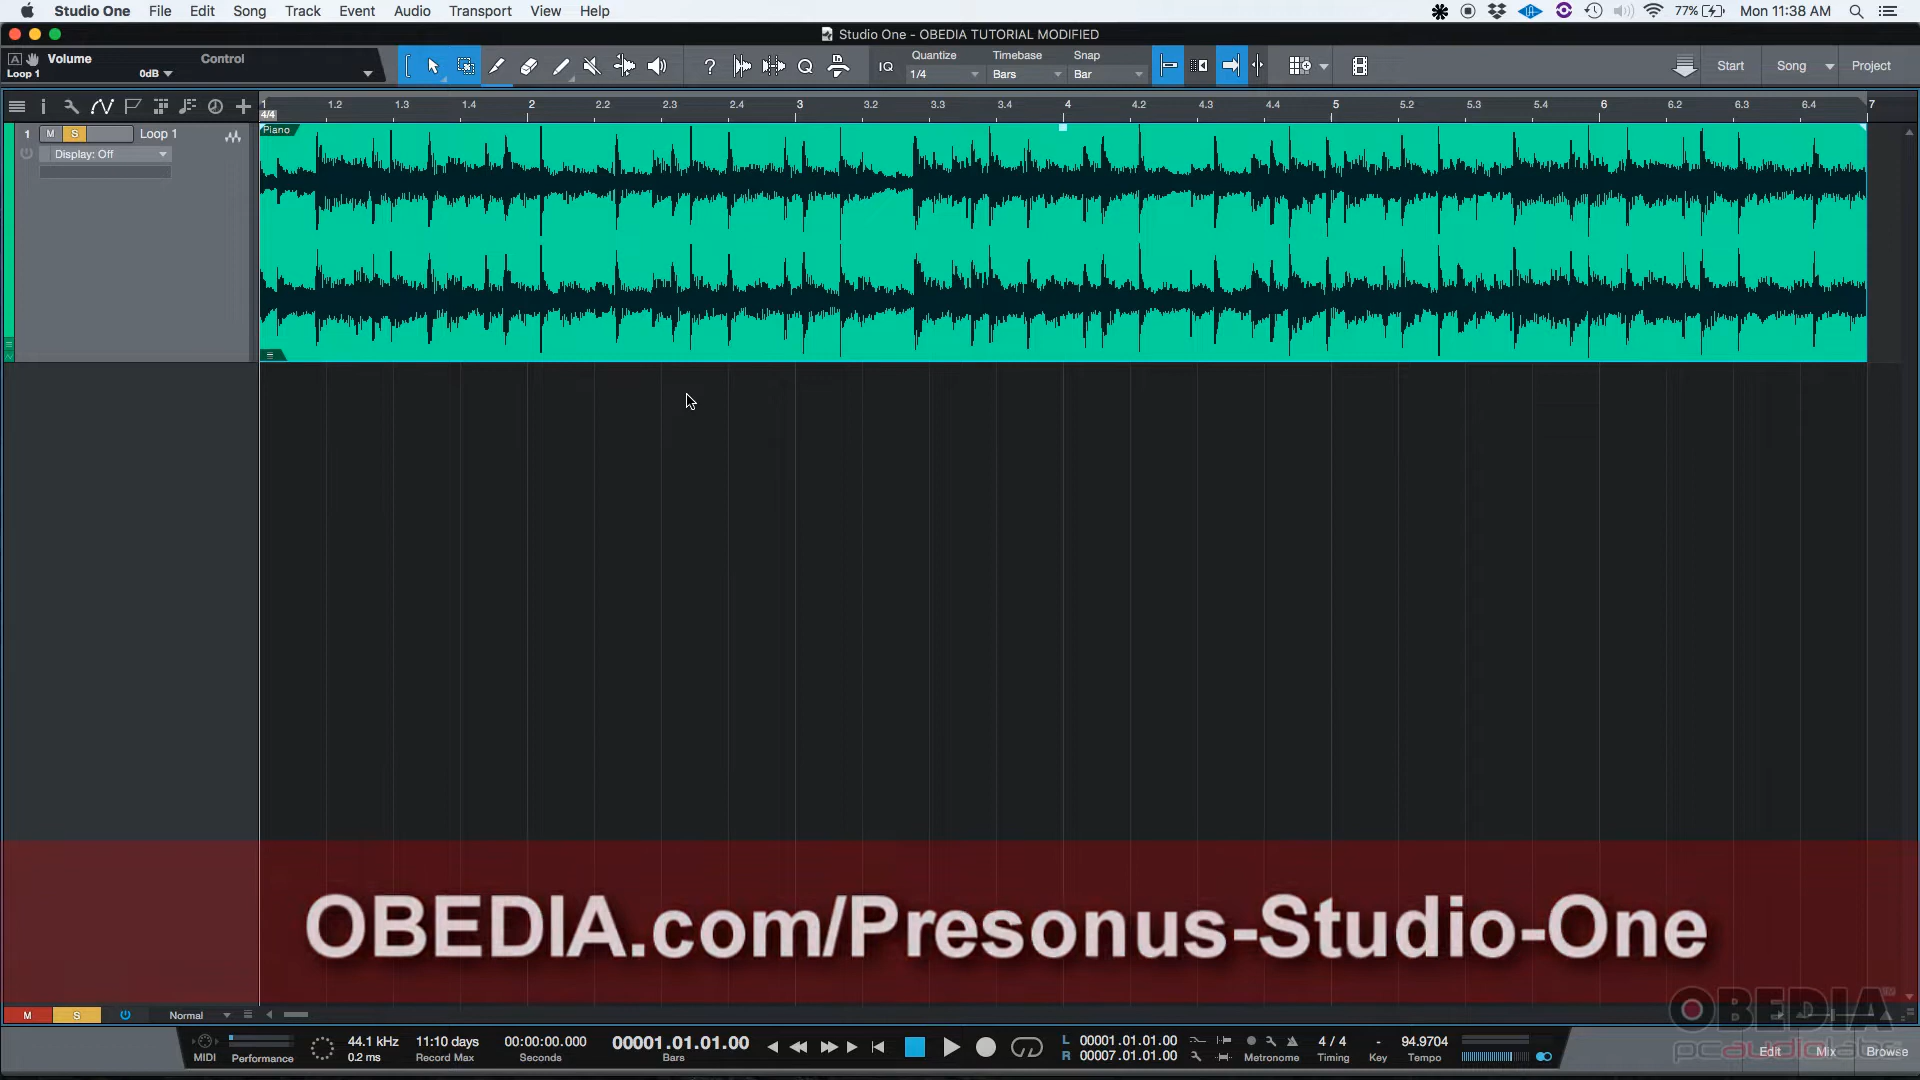 Studio One File Edit Song Track Event Audio Transport View Help 77% Mon 11:38 AM
Studio One - OBEDIA TUTORIAL MODIFIED
A Volume Control
Loop 1 0dB
? Q IQ
Quantize Timebase Snap
1/4 Bars Bar
Start Song Project
1 1.2 1.3 1.4 2 2.2 2.3 2.4 3 3.2 3.3 3.4 4 4.2 4.3 4.4 5 5.2 5.3 5.4 6 6.2 6.3 6.4 7
4/4
1 M S Loop 1
Display: Off
Piano
OBEDIA.com/Presonus-Studio-One
OBEDIA
pcaudiolabs
M S Normal
MIDI Performance
44.1 kHz
0.2 ms
11:10 days
Record Max
00:00:00.000
Seconds
00001.01.01.00
Bars
L 00001.01.01.00
R 00007.01.01.00
Metronome
4 / 4
Timing
-
Key
94.9704
Tempo
Edit Mix Browse